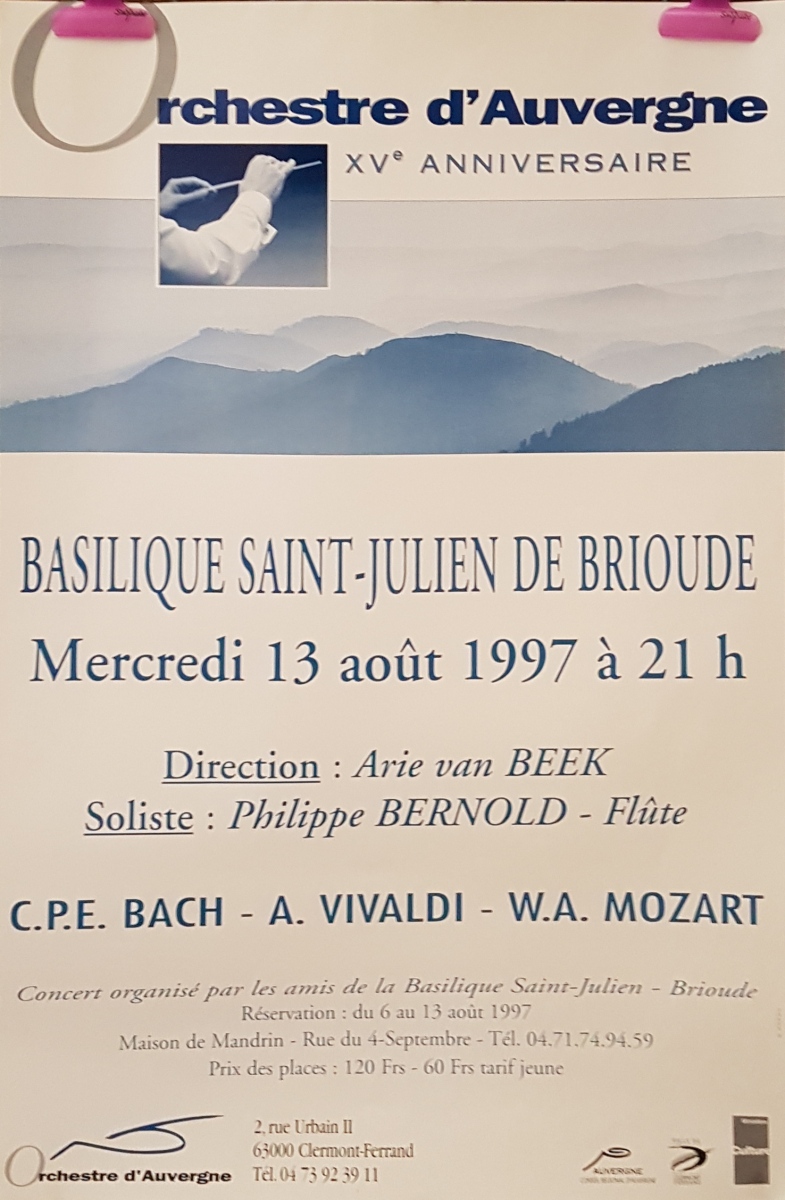 Orchestre d'Auvergne
XVe ANNIVERSAIRE
BASILIQUE SAINT-JULIEN DE BRIOUDE
Mercredi 13 août 1997 à 21 h
Direction : Arie van BEEK
Soliste : Philippe BERNOLD - Flûte
C.P.E. BACH - A. VIVALDI - W.A. MOZART
Concert organisé par les amis de la Basilique Saint-Julien - Brioude
Réservation : du 6 au 13 août 1997
Maison de Mandrin - Rue du 4-Septembre - Tél. 04.71.74.94.59
Prix des places : 120 Frs - 60 Frs tarif jeune
2, rue Urbain II
63000 Clermont-Ferrand
Tél. 04 73 92 39 11
Orchestre d'Auvergne
AUVERGNE
Culture